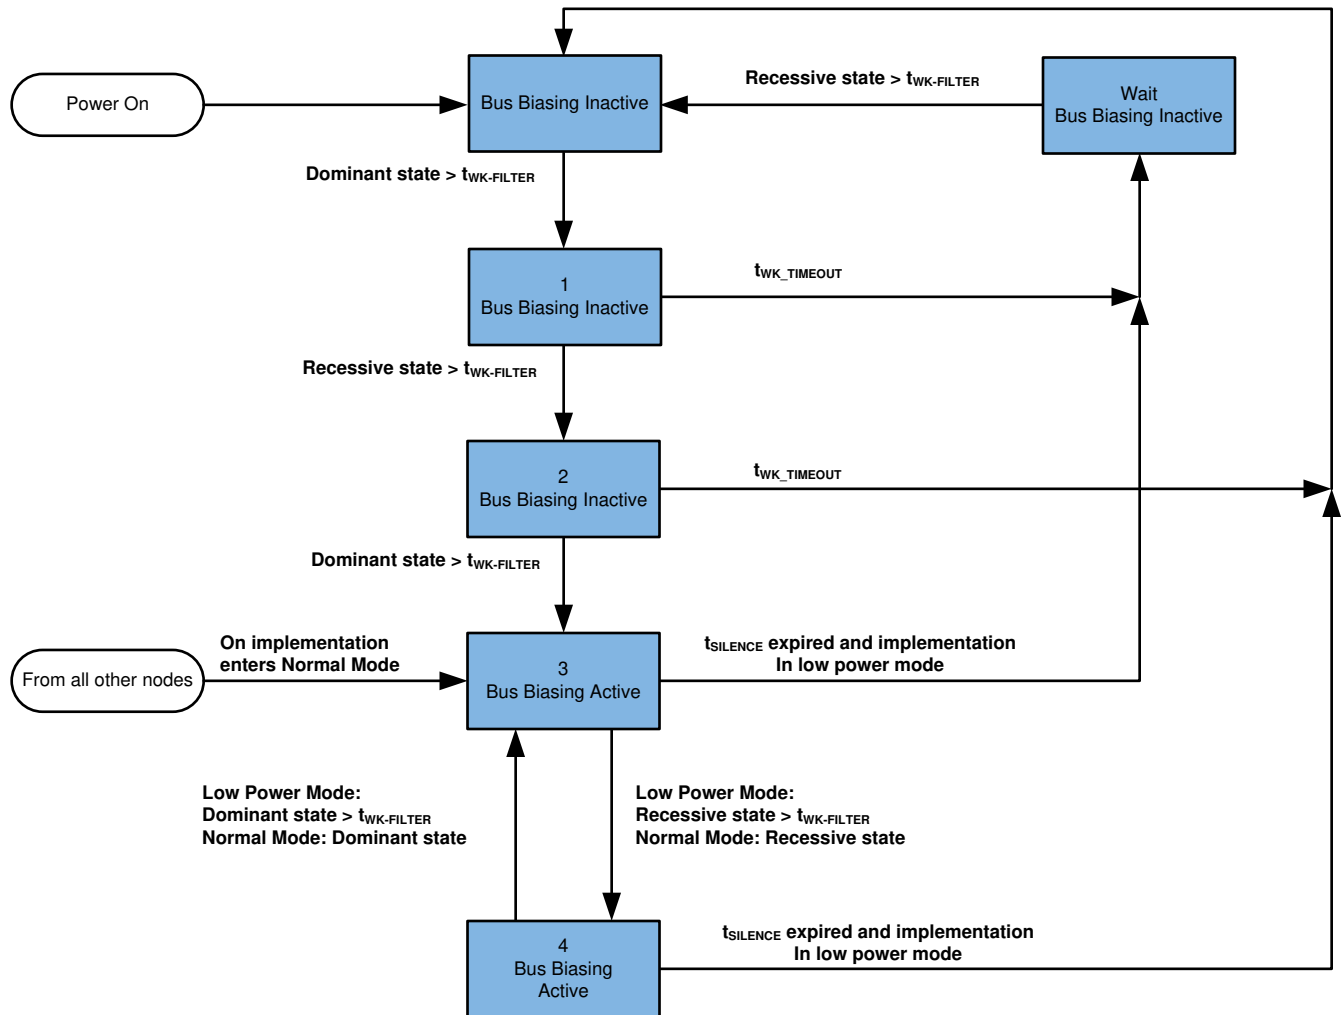 Power On
Bus Biasing Inactive
Recessive state > tWK-FILTER
Wait
Bus Biasing Inactive
Dominant state > tWK-FILTER
1
Bus Biasing Inactive
tWK_TIMEOUT
Recessive state > tWK-FILTER
2
Bus Biasing Inactive
tWK_TIMEOUT
Dominant state > tWK-FILTER
From all other nodes
On implementation
enters Normal Mode
3
Bus Biasing Active
tSILENCE expired and implementation
In low power mode
Low Power Mode:
Dominant state > tWK-FILTER
Normal Mode: Dominant state
Low Power Mode:
Recessive state > tWK-FILTER
Normal Mode: Recessive state
4
Bus Biasing
Active
tSILENCE expired and implementation
In low power mode